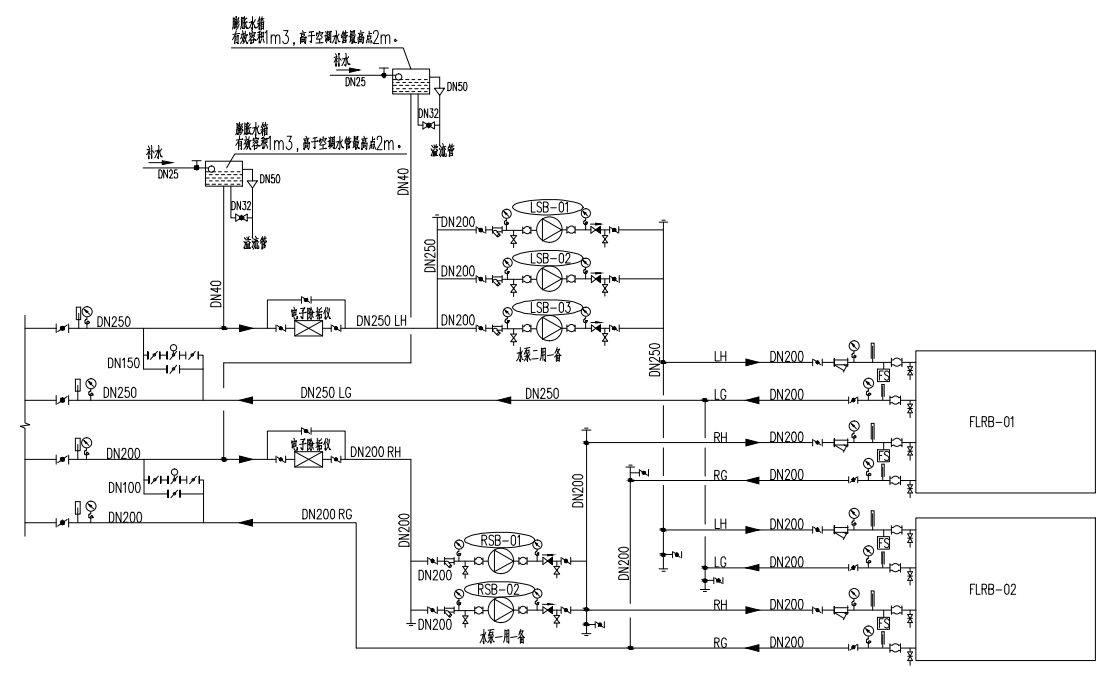 膨胀水箱
有效容积1m3，高于空调水管最高点2m。
补水
DN25
DN50
DN32
溢流管
膨胀水箱
有效容积1m3，高于空调水管最高点2m。
补水
DN25
DN50
DN32
溢流管
DN40
DN40
LSB-01
DN200
DN250
LSB-02
DN200
LSB-03
DN200
水泵二用一备
DN250
DN250
电子除垢仪
DN250 LH
DN150
DN250
DN250 LG
DN250
LH
DN200
LG
DN200
FS
FLRB-01
RH
DN200
RG
DN200
FS
DN200
电子除垢仪
DN200 RH
DN100
DN200
DN200 RG
DN200
DN200
DN200
RSB-01
DN200
RSB-02
DN200
水泵一用一备
LH
DN200
LG
DN200
FS
FLRB-02
RH
DN200
RG
DN200
FS